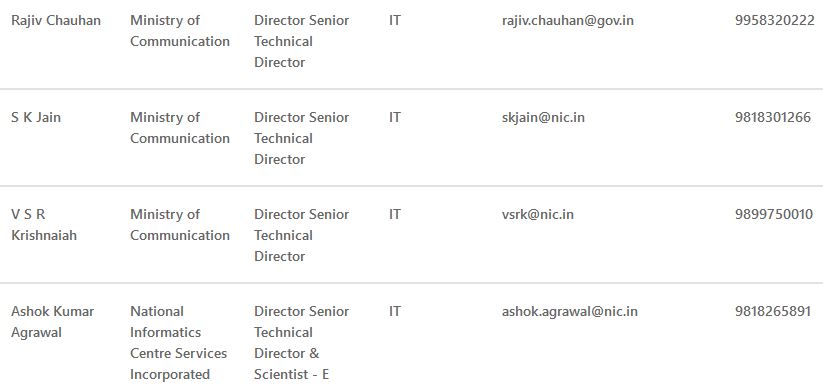 Rajiv Chauhan Ministry of Director Senior IT rajiv.chauhan@gov.in 9958320222
Communication Technical
Director
S K Jain Ministry of Director Senior IT skjain@nic.in 9818301266
Communication Technical
Director
V S R Ministry of Director Senior IT vsrk@nic.in 9899750010
Krishnaiah Communication Technical
Director
Ashok Kumar National Director Senior IT ashok.agrawal@nic.in 9818265891
Agrawal Informatics Technical
Centre Services Director &
Incorporated Scientist - E